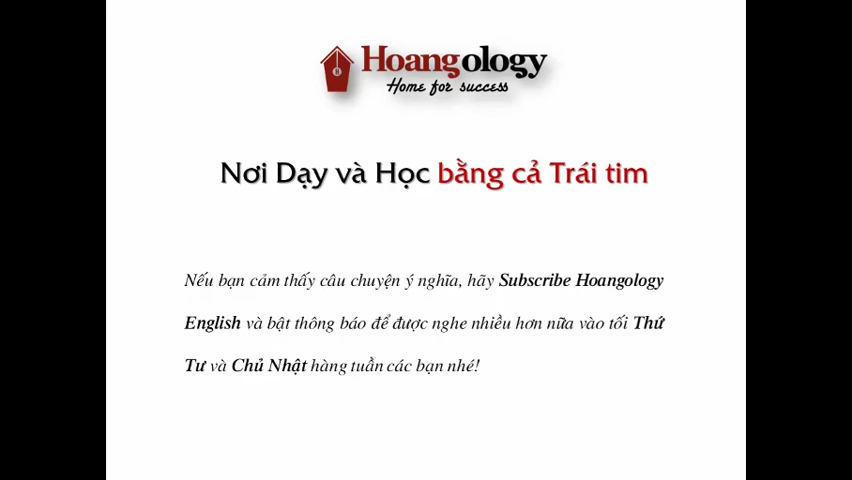 Hoangology
Home for success
Nơi Dạy và Học bằng cả Trái tim
Nếu bạn cảm thấy câu chuyện ý nghĩa, hãy Subscribe Hoangology
English và bật thông báo để được nghe nhiều hơn nữa vào tối Thứ
Tư và Chủ Nhật hàng tuần các bạn nhé!